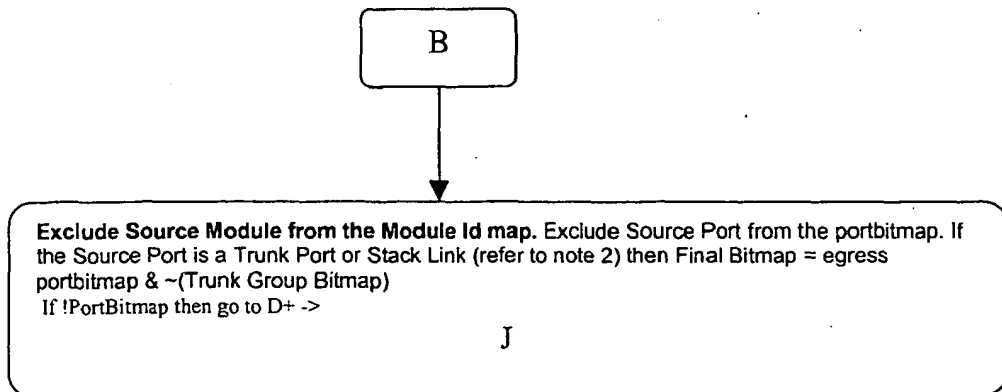 B
Exclude Source Module from the Module Id map. Exclude Source Port from the portbitmap. If
the Source Port is a Trunk Port or Stack Link (refer to note 2) then Final Bitmap = egress
portbitmap & ~(Trunk Group Bitmap)
If !PortBitmap then go to D+ ->
J